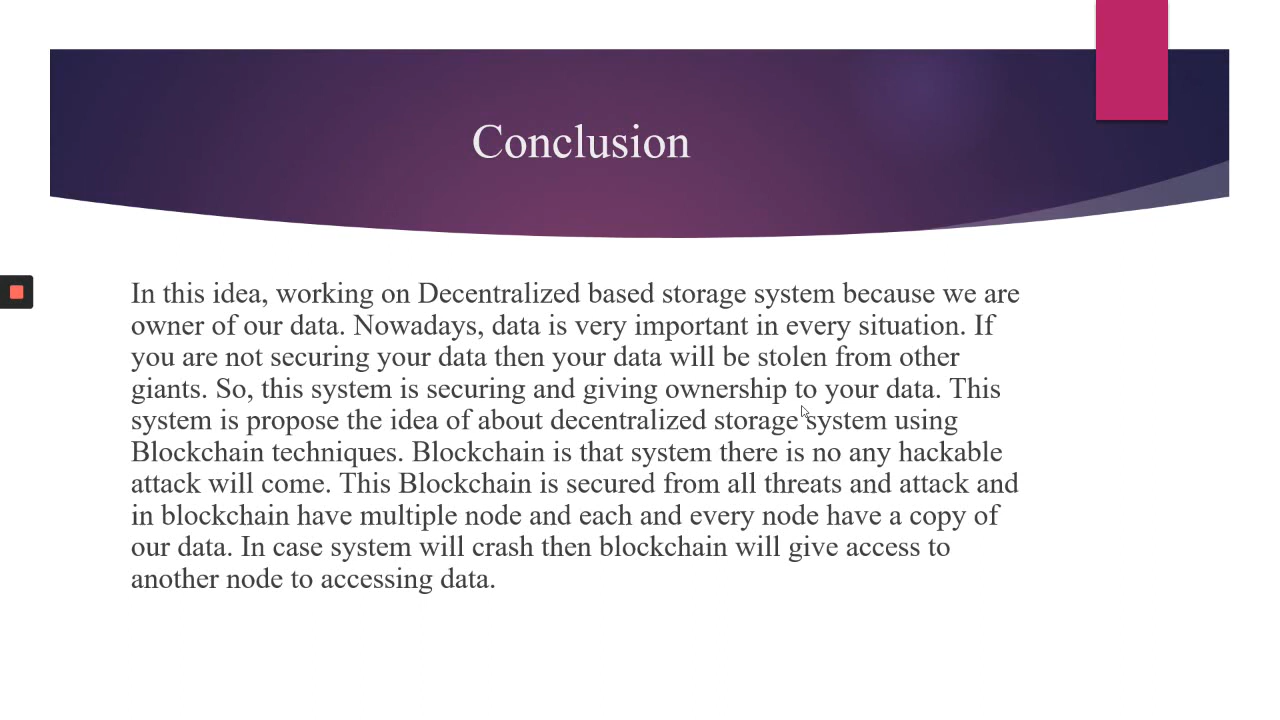 Conclusion
In this idea, working on Decentralized based storage system because we are
owner of our data. Nowadays, data is very important in every situation. If
you are not securing your data then your data will be stolen from other
giants. So, this system is securing and giving ownership to your data. This
system is propose the idea of about decentralized storage system using
Blockchain techniques. Blockchain is that system there is no any hackable
attack will come. This Blockchain is secured from all threats and attack and
in blockchain have multiple node and each and every node have a copy of
our data. In case system will crash then blockchain will give access to
another node to accessing data.